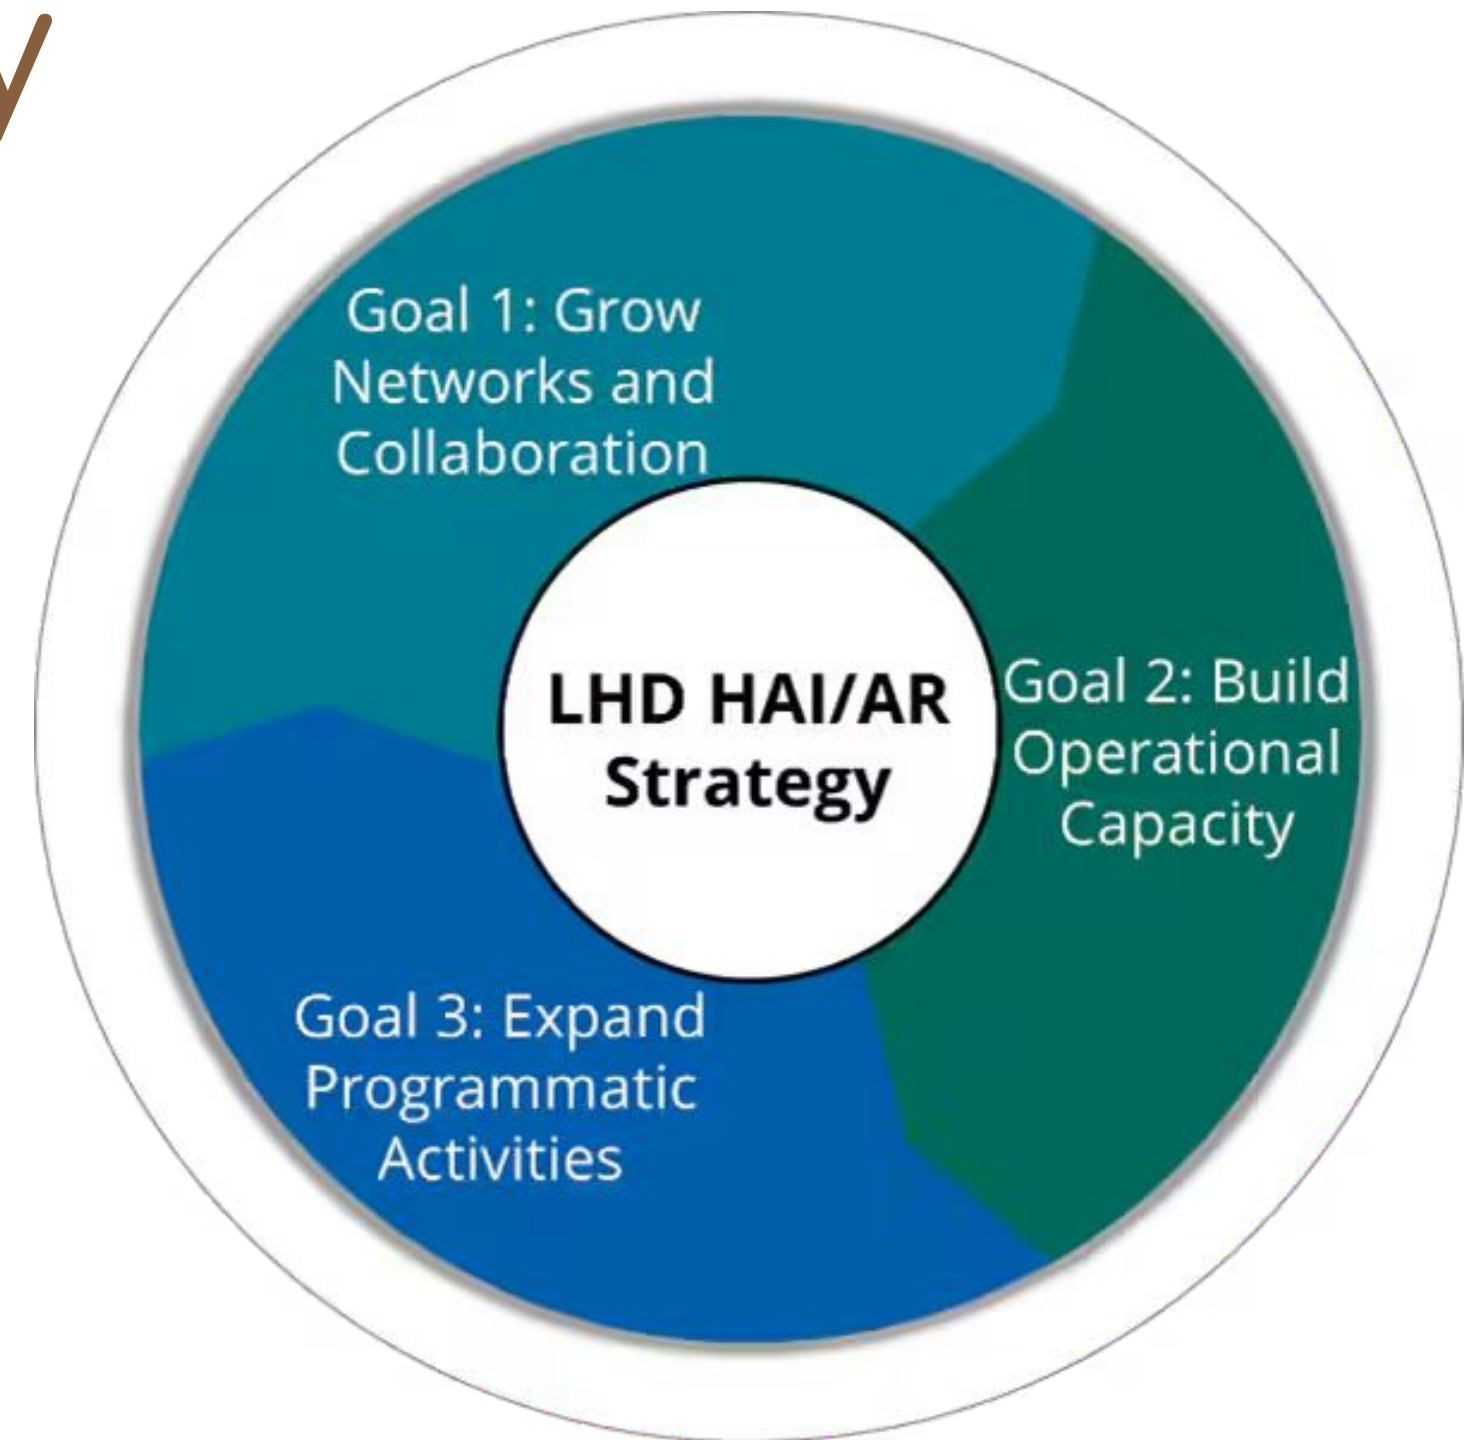 Goal 1: Grow
Networks and
Collaboration
LHD HAI/AR
Strategy
Goal 2: Build
Operational
Capacity
Goal 3: Expand
Programmatic
Activities